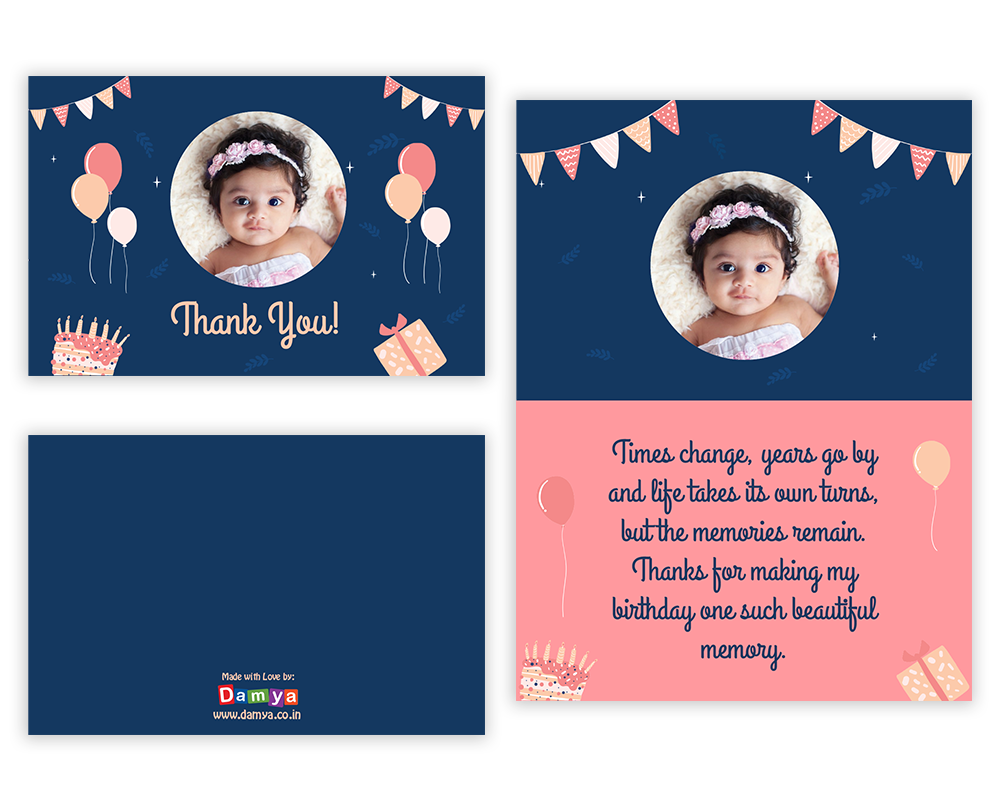 Thank You!
Made with Love by:
Damya
www.damya.co.in
Times change, years go by
and life takes its own turns,
but the memories remain.
Thanks for making my
birthday one such beautiful
memory.